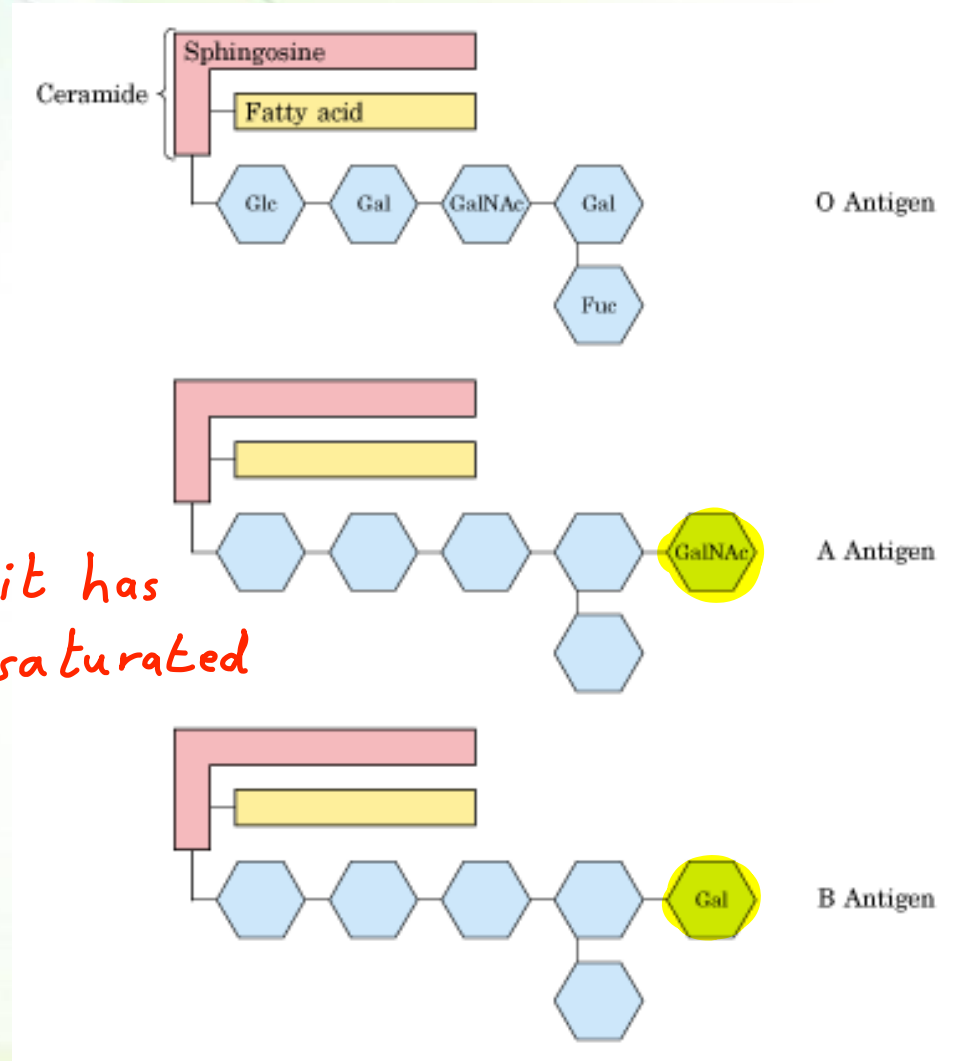 Sphingosine
Ceramide
Fatty acid
Glc Gal GalNAc Gal O Antigen
Fuc
GalNAc A Antigen
it has
saturated
Gal B Antigen